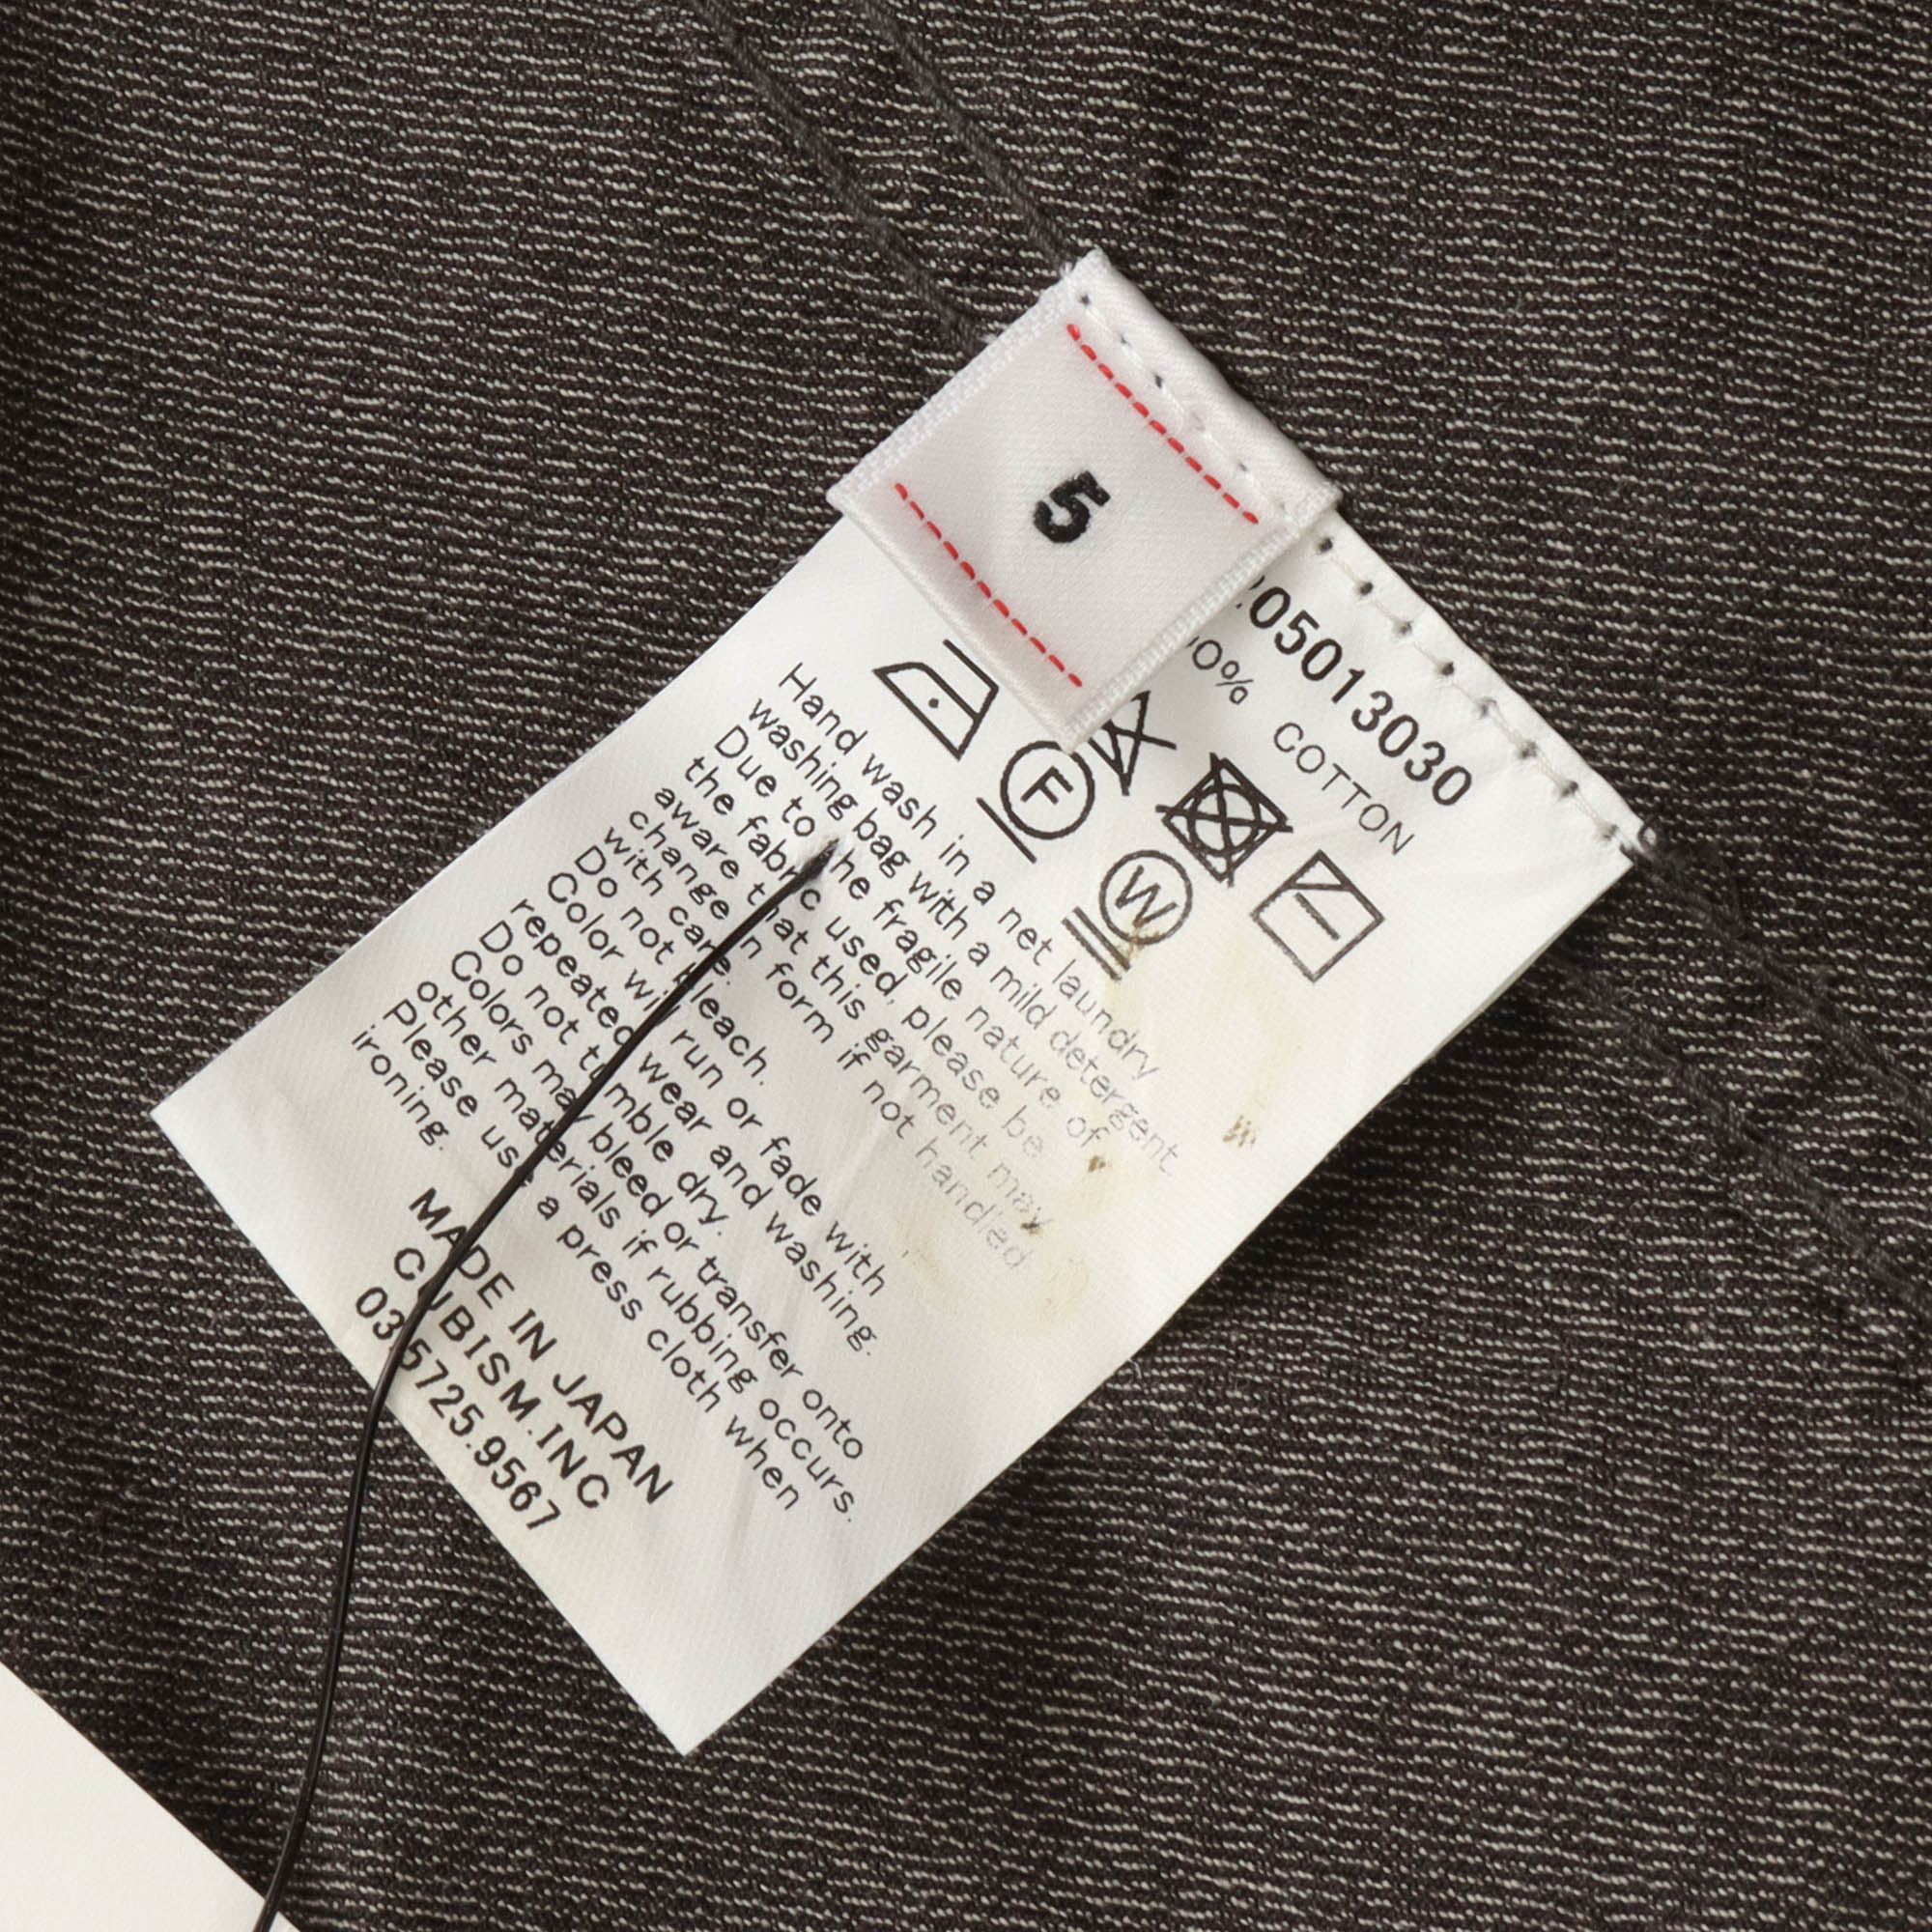 5
05013030
0% COTTON
F
W
Hand wash in a net laundry
washing bag with a mild detergent.
Due to the fragile nature of
the fabric used, please be
aware that this garment may
change in form if not handled
with care.
Do not bleach.
Color will run or fade with
repeated wear and washing.
Do not tumble dry.
Colors may bleed or transfer onto
other materials if rubbing occurs.
Please use a press cloth when
ironing.
MADE IN JAPAN
CUBISM.INC
03.5725.9567